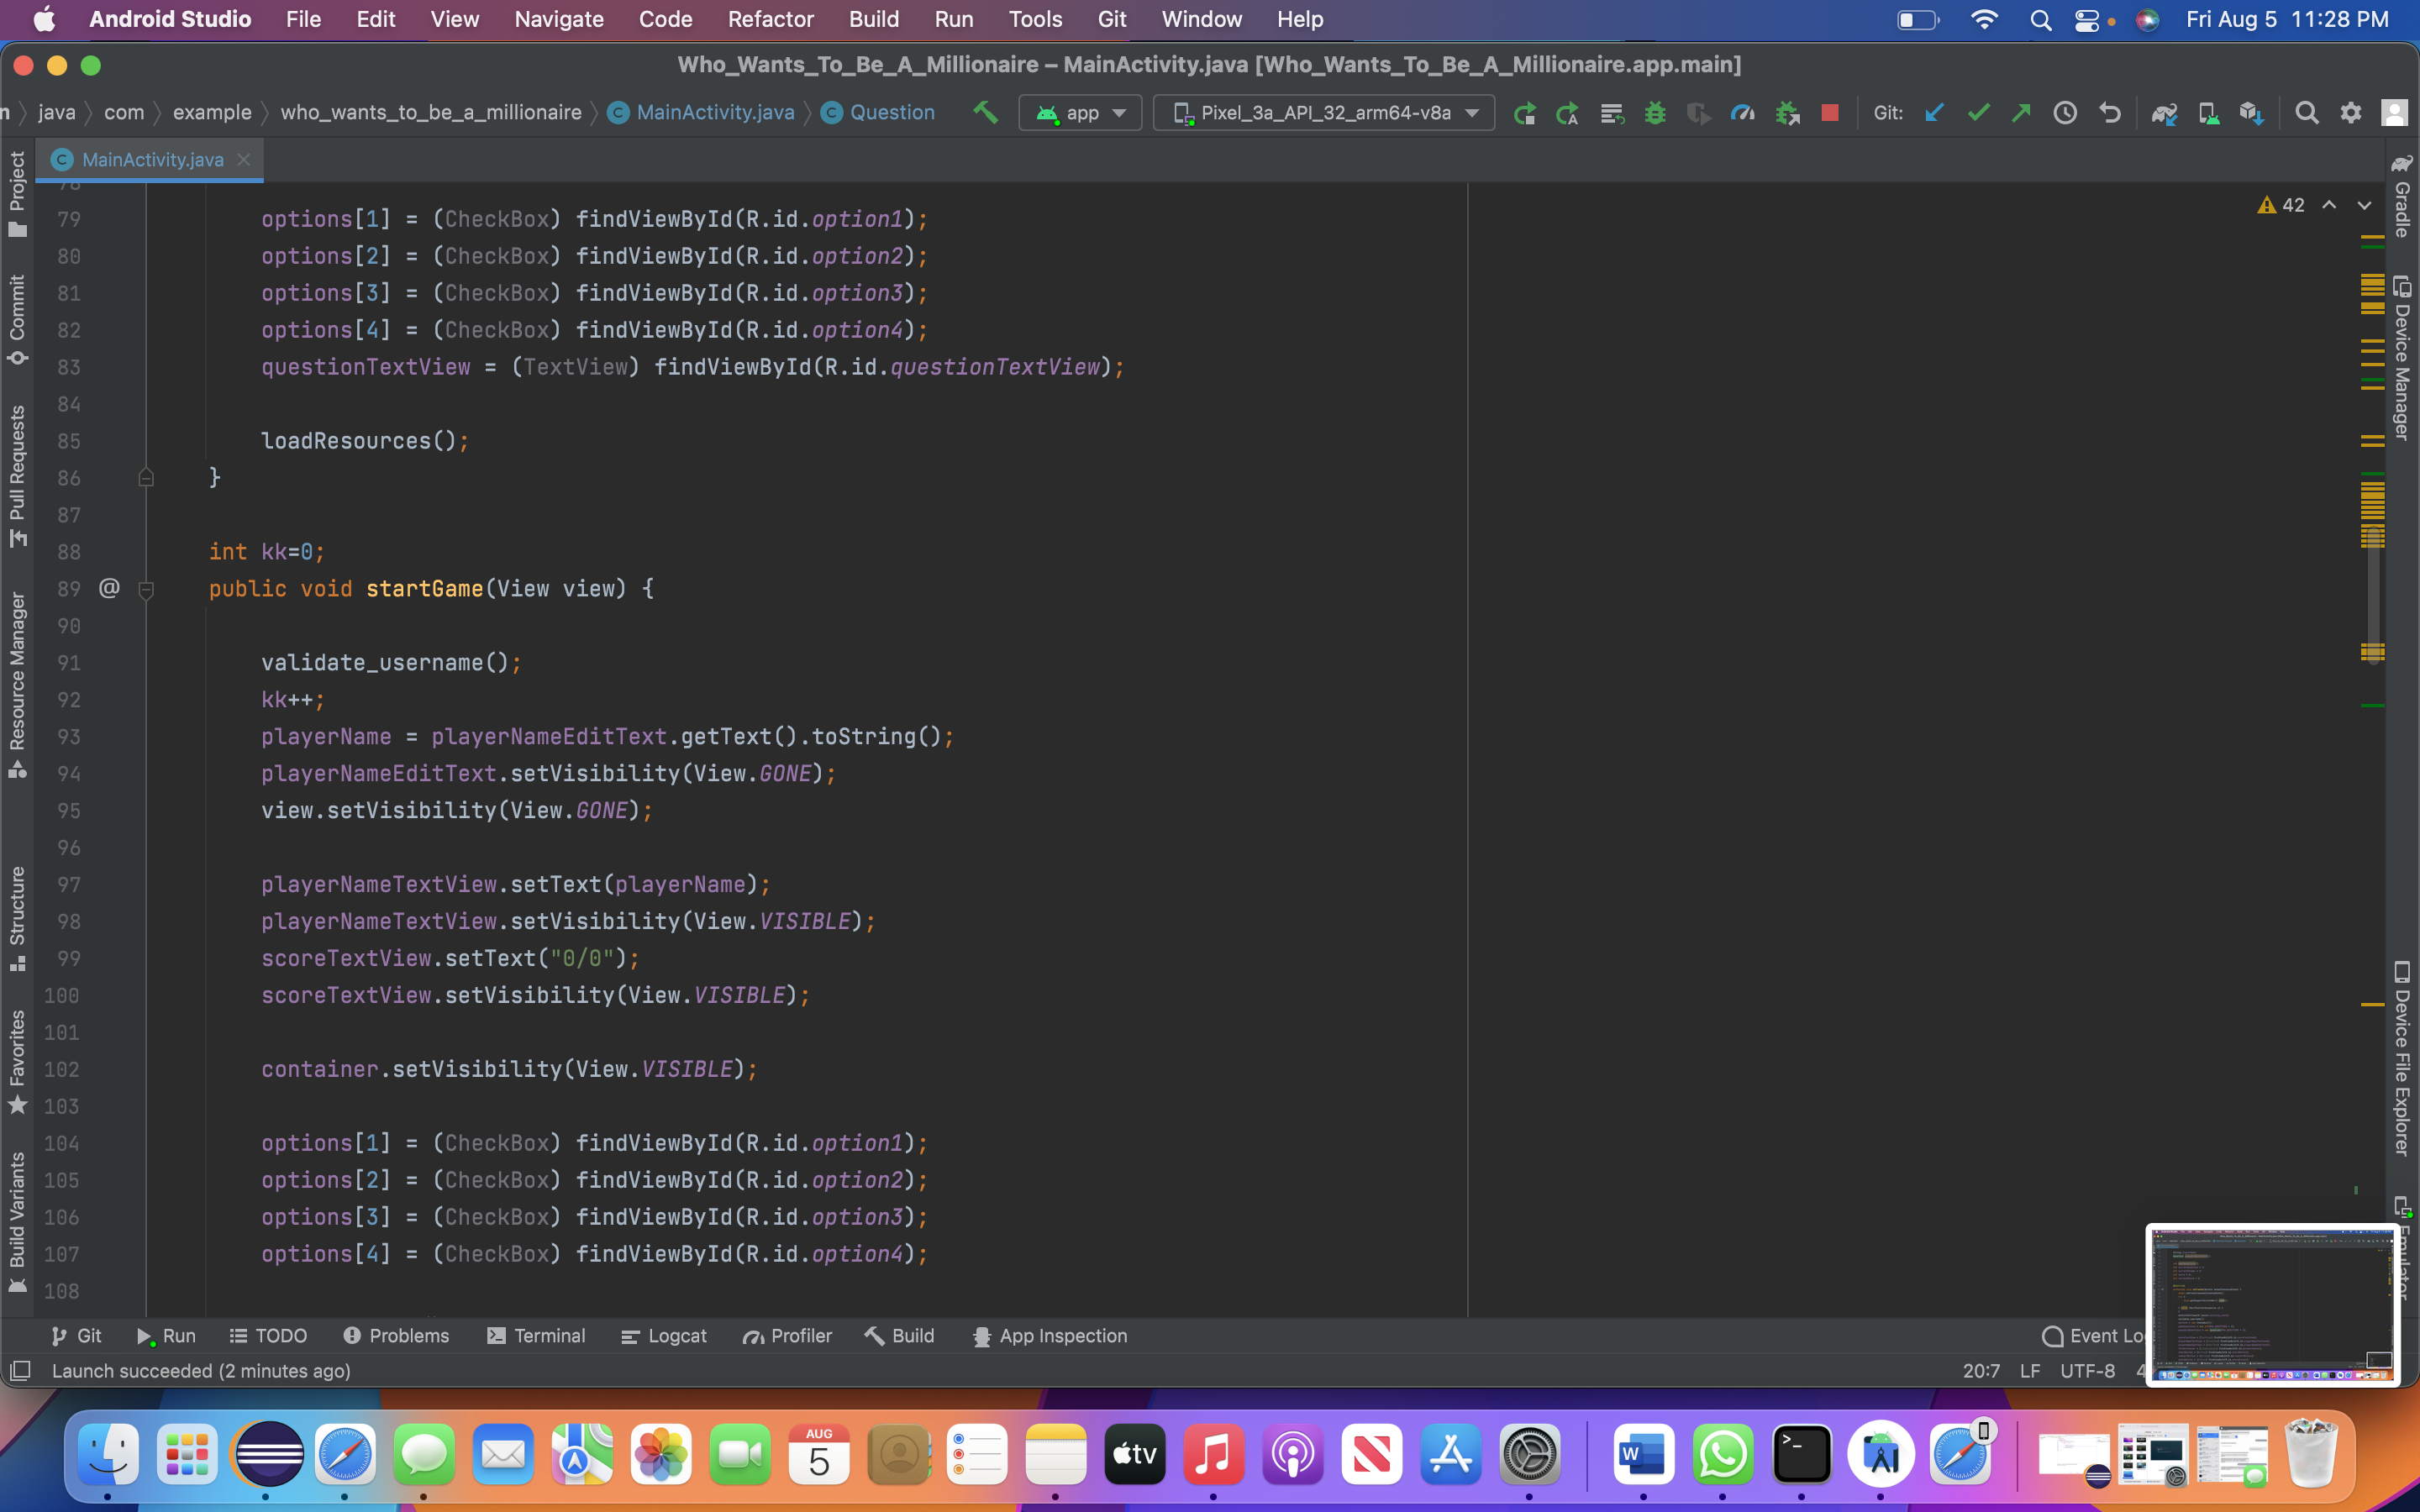 Android Studio File Edit View Navigate Code Refactor Build Run Tools Git Window Help Fri Aug 5 11:28 PM
Who_Wants_To_Be_A_Millionaire – MainActivity.java [Who_Wants_To_Be_A_Millionaire.app.main]
n java com example who_wants_to_be_a_millionaire C MainActivity.java C Question app Pixel_3a_API_32_arm64-v8a Git:
C MainActivity.java
42
79 options[1] = (CheckBox) findViewById(R.id.option1);
80 options[2] = (CheckBox) findViewById(R.id.option2);
81 options[3] = (CheckBox) findViewById(R.id.option3);
82 options[4] = (CheckBox) findViewById(R.id.option4);
83 questionTextView = (TextView) findViewById(R.id.questionTextView);
84
85 loadResources();
86 }
87
88 int kk=0;
89 @ public void startGame(View view) {
90
91 validate_username();
92 kk++;
93 playerName = playerNameEditText.getText().toString();
94 playerNameEditText.setVisibility(View.GONE);
95 view.setVisibility(View.GONE);
96
97 playerNameTextView.setText(playerName);
98 playerNameTextView.setVisibility(View.VISIBLE);
99 scoreTextView.setText("0/0");
100 scoreTextView.setVisibility(View.VISIBLE);
101
102 container.setVisibility(View.VISIBLE);
103
104 options[1] = (CheckBox) findViewById(R.id.option1);
105 options[2] = (CheckBox) findViewById(R.id.option2);
106 options[3] = (CheckBox) findViewById(R.id.option3);
107 options[4] = (CheckBox) findViewById(R.id.option4);
108
Project
Commit
Pull Requests
Resource Manager
Structure
Favorites
Build Variants
Gradle
Device Manager
Device File Explorer
Emulator
Git Run TODO Problems Terminal Logcat Profiler Build App Inspection Event Lo
Launch succeeded (2 minutes ago) 20:7 LF UTF-8 4
AUG
5
tv
W